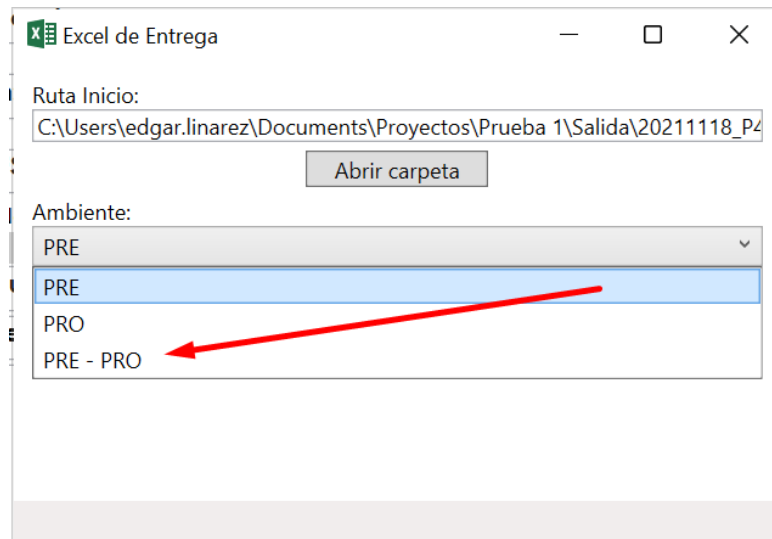 Excel de Entrega
Ruta Inicio:
C:\Users\edgar.linarez\Documents\Proyectos\Prueba 1\Salida\20211118_P4
Abrir carpeta
Ambiente:
PRE
PRE
PRO
PRE - PRO